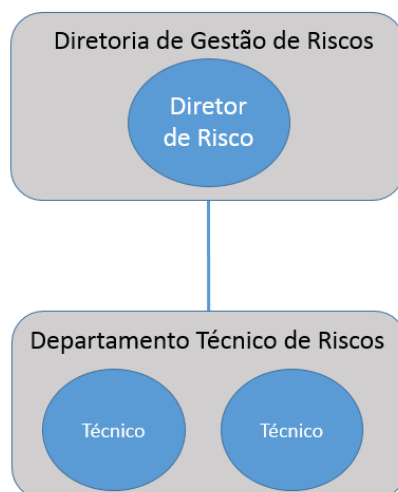 Diretoria de Gestão de Riscos
Diretor
de Risco
Departamento Técnico de Riscos
Técnico
Técnico